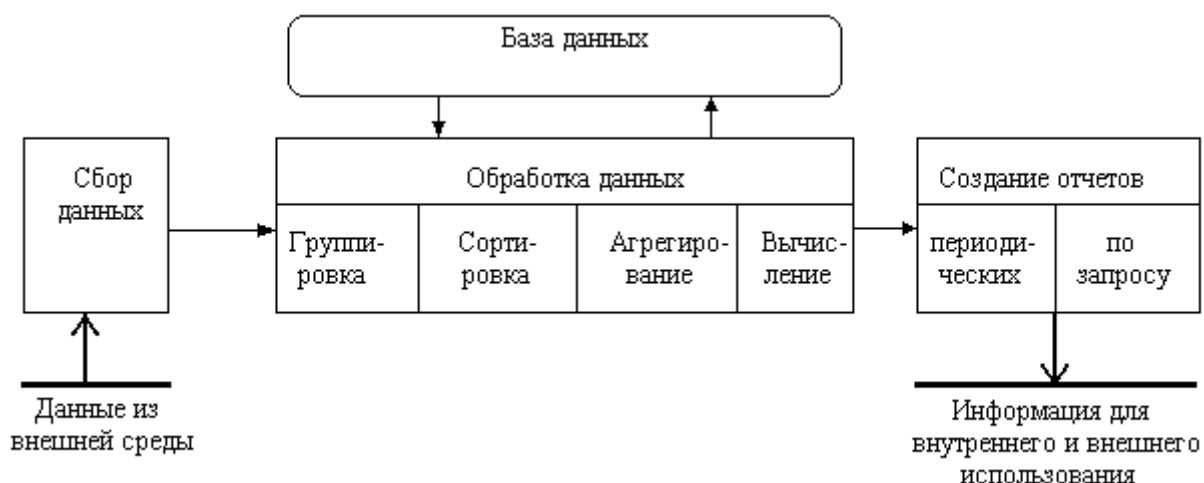 База данных
Сбор
данных
Обработка данных
Группи-
ровка
Сорти-
ровка
Агрегиро-
вание
Вычис-
ление
Создание отчетов
периоди-
ческих
по
запросу
Данные из
внешней среды
Информация для
внутреннего и внешнего
использования